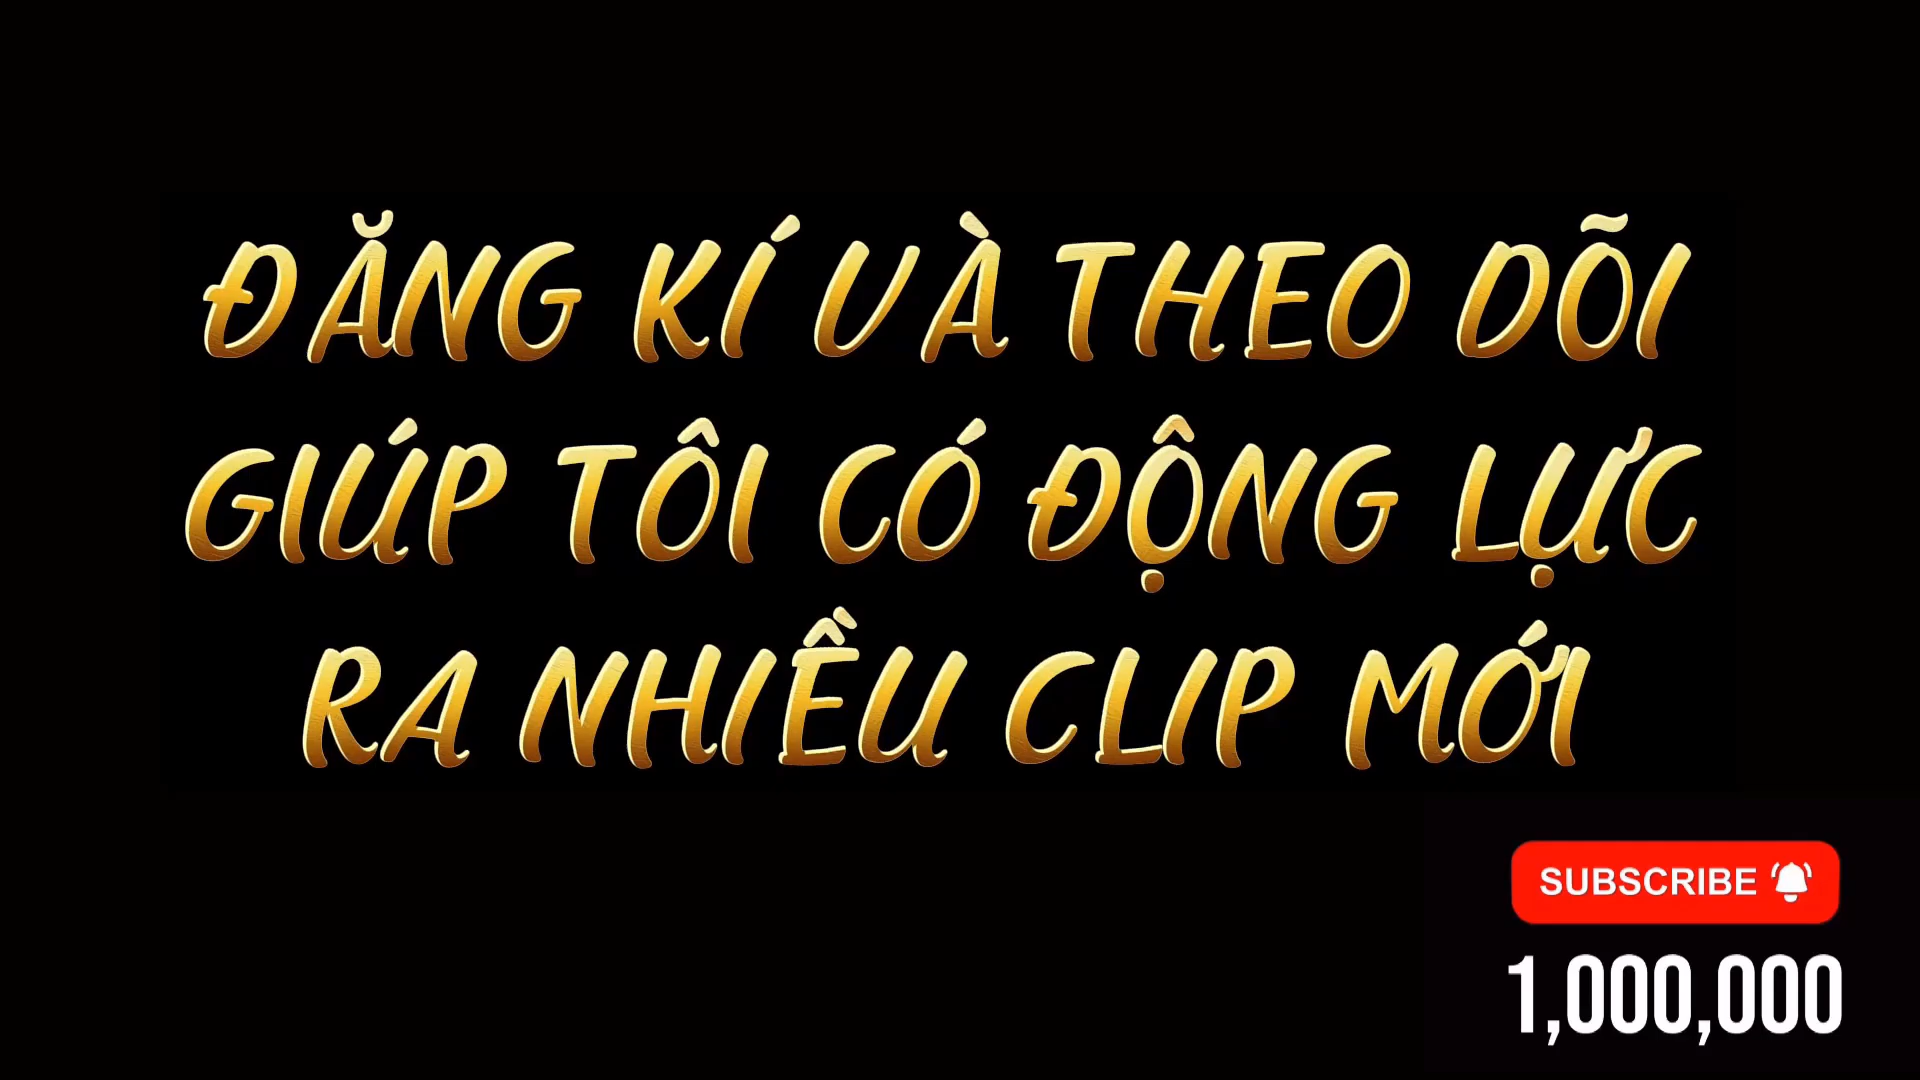 ĐĂNG KÍ VÀ THEO DÕI
GIÚP TÔI CÓ ĐỘNG LỰC
RA NHIỀU CLIP MỚI
SUBSCRIBE
1,000,000